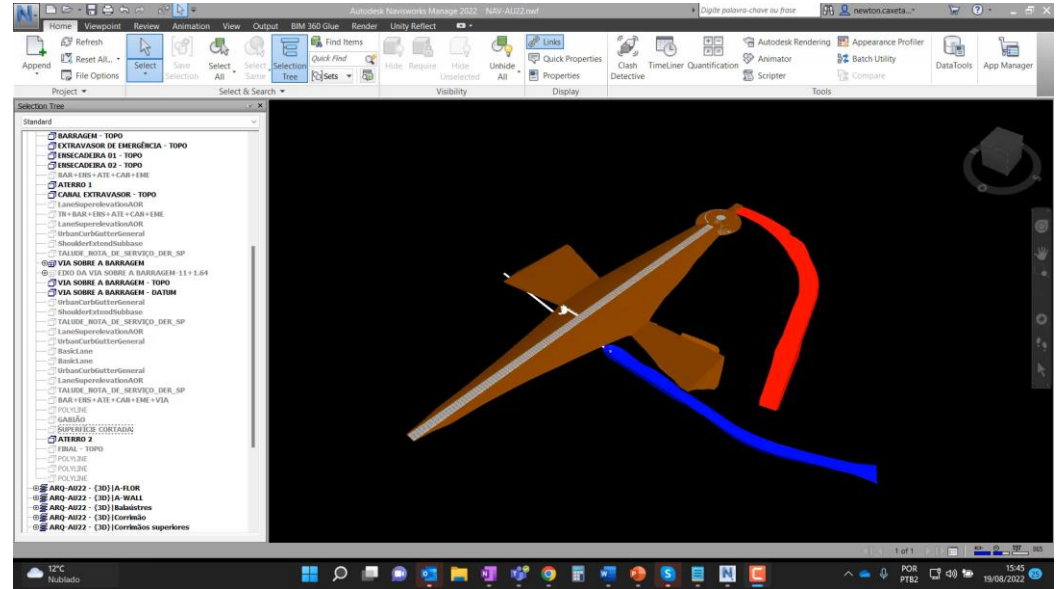 Autodesk Navisworks Manage 2022 NAV-AU22.nwf
Digite palavra-chave ou frase
newton.caxeta...
Home Viewpoint Review Animation View Output BIM 360 Glue Render Unity Reflect
Append
Refresh
Reset All...
File Options
Project
Select
Save Selection
Select All
Select Same
Selection Tree
Find Items
Quick Find
Sets
Select & Search
Hide
Require
Hide Unselected
Unhide All
Visibility
Links
Quick Properties
Properties
Display
Clash Detective
TimeLiner
Quantification
Autodesk Rendering
Animator
Scripter
Appearance Profiler
Batch Utility
Compare
Tools
DataTools
App Manager
Selection Tree
Standard
BARRAGEM - TOPO
EXTRAVASOR DE EMERGÊNCIA - TOPO
ENSECADEIRA 01 - TOPO
ENSECADEIRA 02 - TOPO
BAR+ENS+ATE+CAN+EME
ATERRO 1
CANAL EXTRAVASOR - TOPO
LaneSuperelevationAOR
TN+BAR+ENS+ATE+CAN+EME
LaneSuperelevationAOR
UrbanCurbGutterGeneral
ShoulderExtendSubbase
TALUDE_NOTA_DE_SERVIÇO_DER_SP
VIA SOBRE A BARRAGEM
EIXO DA VIA SOBRE A BARRAGEM-11+1.64
VIA SOBRE A BARRAGEM - TOPO
VIA SOBRE A BARRAGEM - DATUM
UrbanCurbGutterGeneral
ShoulderExtendSubbase
TALUDE_NOTA_DE_SERVIÇO_DER_SP
LaneSuperelevationAOR
UrbanCurbGutterGeneral
BasicLane
BasicLane
UrbanCurbGutterGeneral
LaneSuperelevationAOR
TALUDE_NOTA_DE_SERVIÇO_DER_SP
BAR+ENS+ATE+CAN+EME+VIA
POLYLINE
GABIÃO
SUPERFÍCIE CORTADA
ATERRO 2
FINAL - TOPO
POLYLINE
POLYLINE
POLYLINE
ARQ-AU22 - {3D}|A-FLOR
ARQ-AU22 - {3D}|A-WALL
ARQ-AU22 - {3D}|Balaústres
ARQ-AU22 - {3D}|Corrimão
ARQ-AU22 - {3D}|Corrimãos superiores
1 of 1
12°C
Nublado
POR
PTB2
15:45
19/08/2022